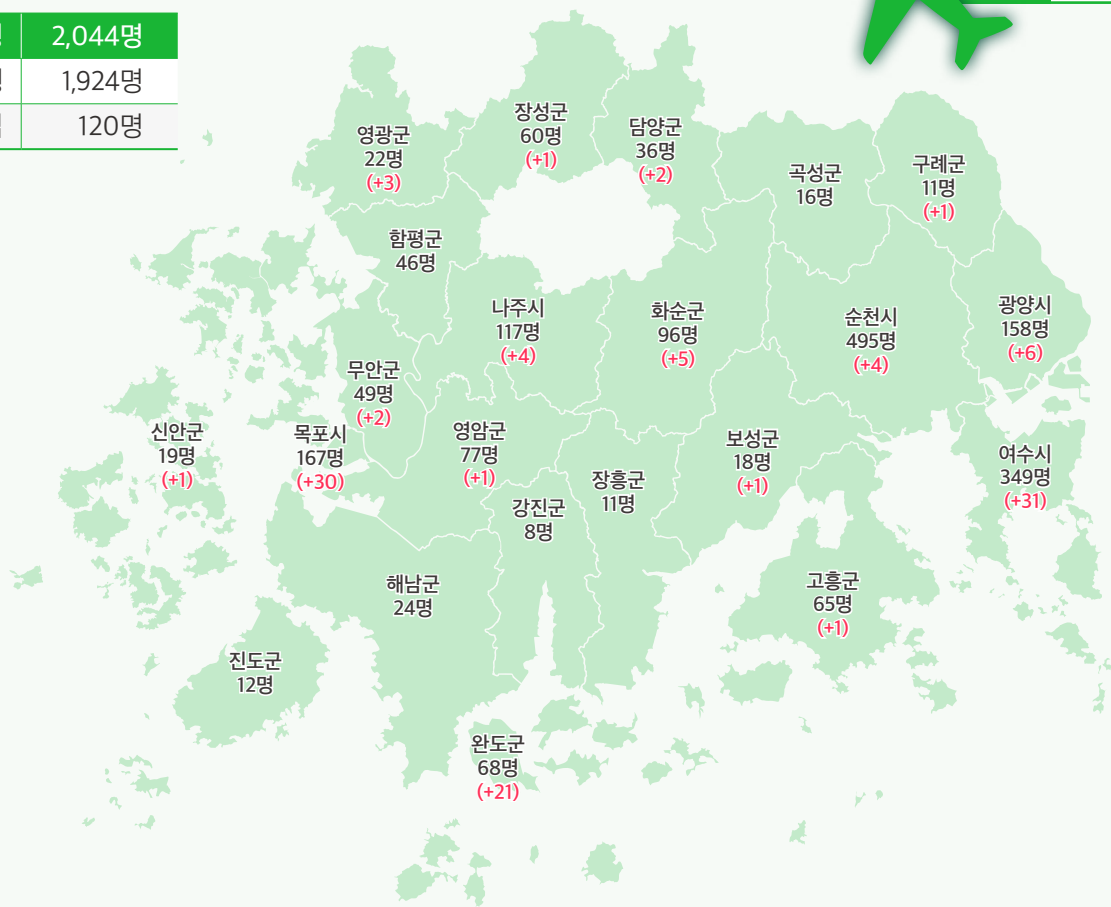 2,044명
1,924명
120명
장성군
60명
(+1)
담양군
36명
(+2)
영광군
22명
(+3)
곡성군
16명
구례군
11명
(+1)
함평군
46명
나주시
117명
(+4)
화순군
96명
(+5)
순천시
495명
(+4)
광양시
158명
(+6)
무안군
49명
(+2)
신안군
19명
(+1)
목포시
167명
(+30)
영암군
77명
(+1)
보성군
18명
(+1)
여수시
349명
(+31)
장흥군
11명
강진군
8명
해남군
24명
고흥군
65명
(+1)
진도군
12명
완도군
68명
(+21)